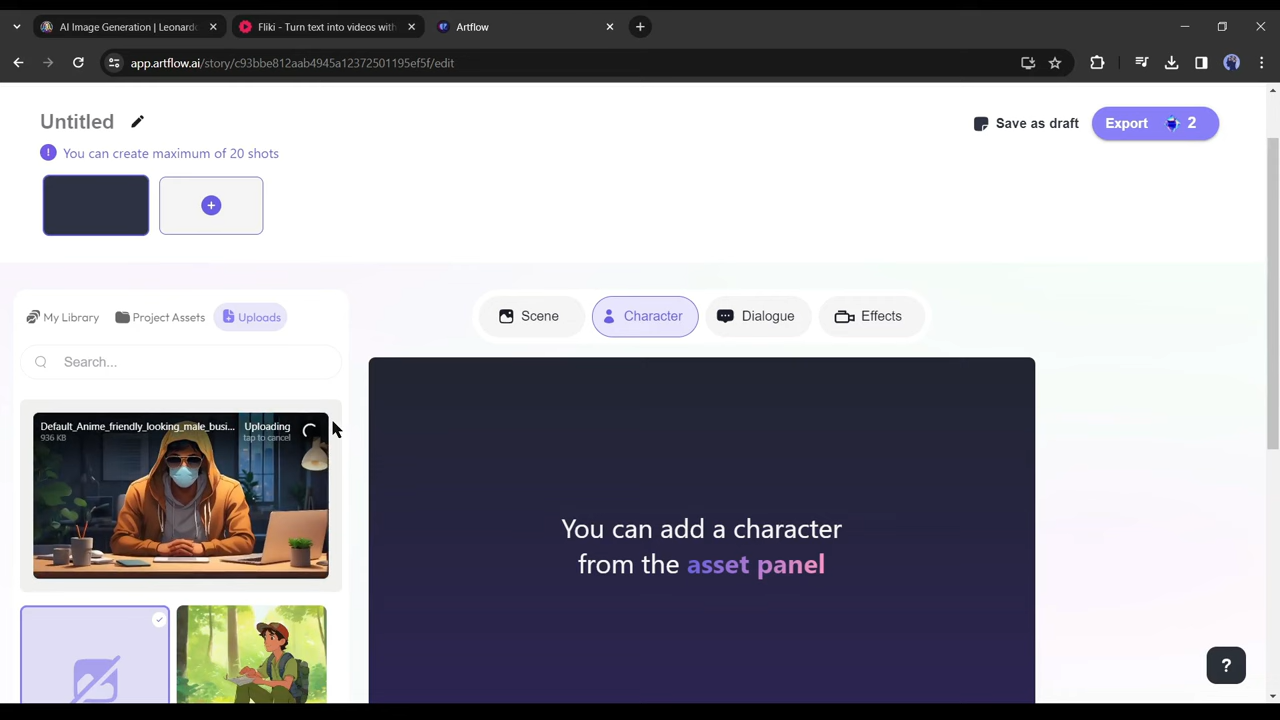 AI Image Generation | Leonardo
Fliki - Turn text into videos with
Artflow
app.artflow.ai/story/c93bbe812aab4945a12372501195ef5f/edit
Untitled
Save as draft
Export 2
! You can create maximum of 20 shots
+
My Library
Project Assets
Uploads
Scene
Character
Dialogue
Effects
Search...
Default_Anime_friendly_looking_male_busi...
Uploading
936 KB
tap to cancel
You can add a character
from the asset panel
?